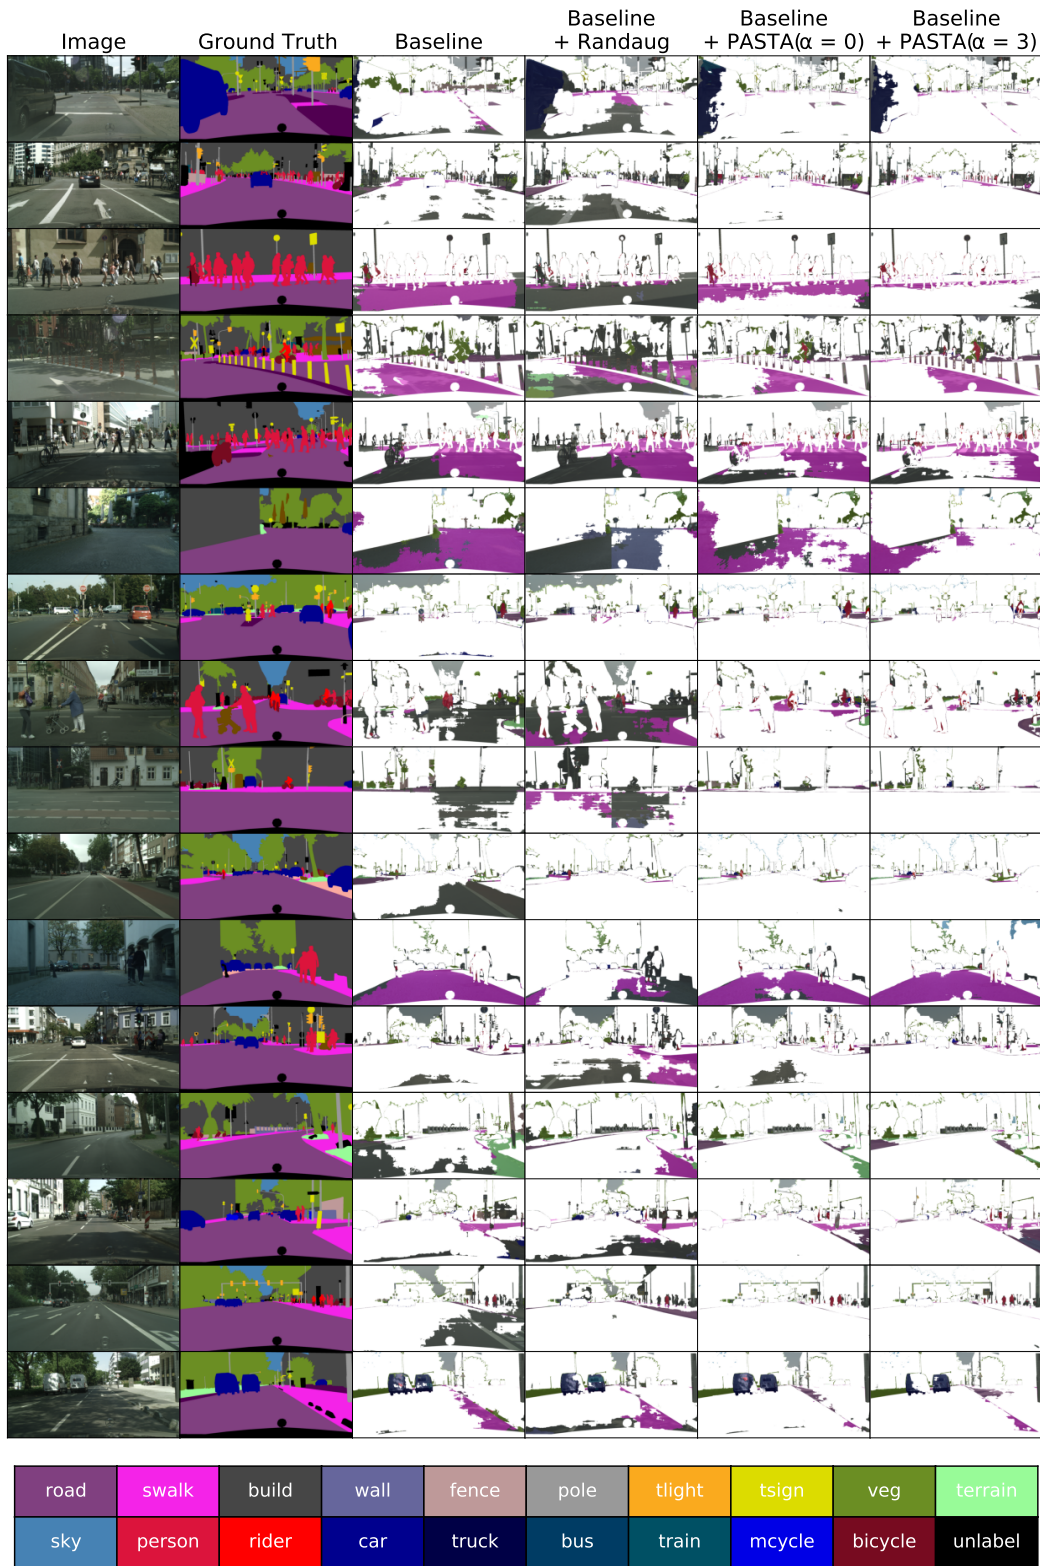 Image Ground Truth Baseline Baseline + Randaug Baseline + PASTA(α = 0) Baseline + PASTA(α = 3)
road swalk build wall fence pole tlight tsign veg terrain
sky person rider car truck bus train mcycle bicycle unlabel